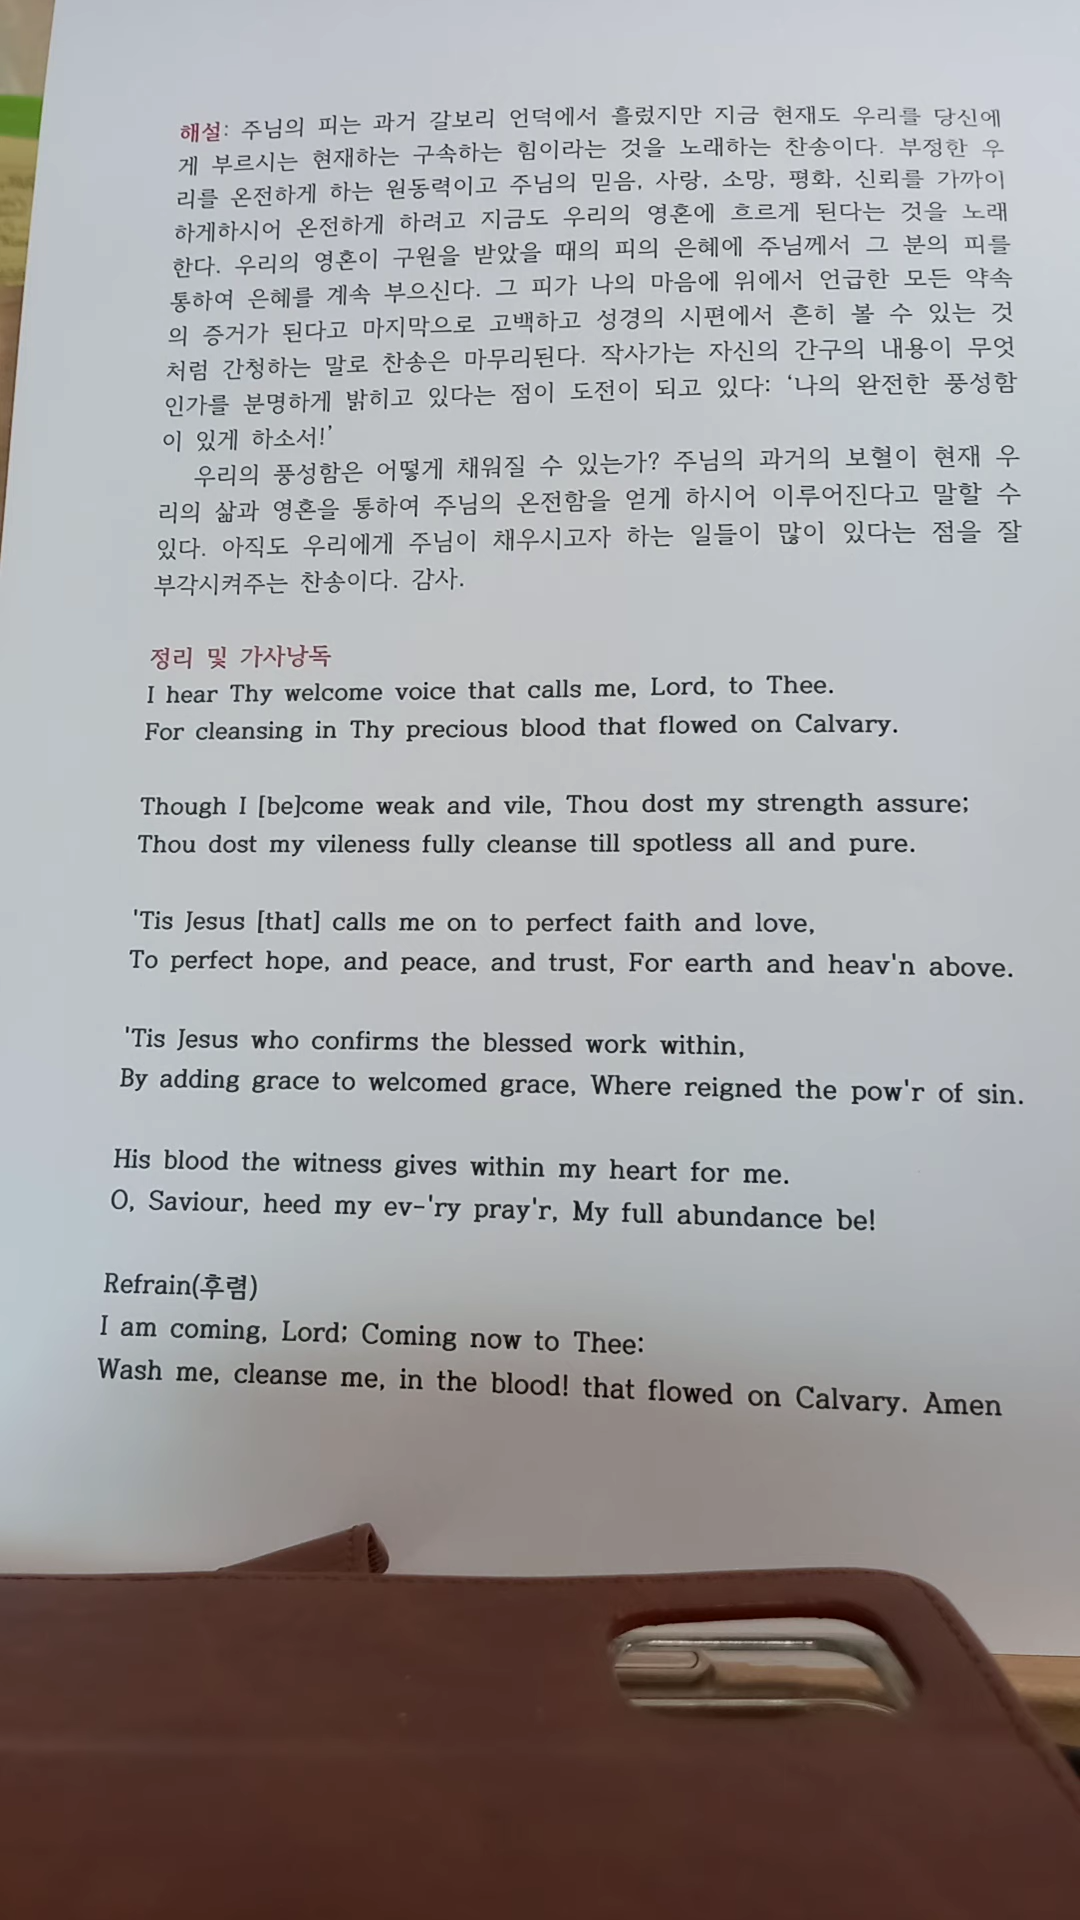 해설: 주님의 피는 과거 갈보리 언덕에서 흘렀지만 지금 현재도 우리를 당신에
게 부르시는 현재하는 구속하는 힘이라는 것을 노래하는 찬송이다. 부정한 우
리를 온전하게 하는 원동력이고 주님의 믿음, 사랑, 소망, 평화, 신뢰를 가까이
하게하시어 온전하게 하려고 지금도 우리의 영혼에 흐르게 된다는 것을 노래
한다. 우리의 영혼이 구원을 받았을 때의 피의 은혜에 주님께서 그 분의 피를
통하여 은혜를 계속 부으신다. 그 피가 나의 마음에 위에서 언급한 모든 약속
의 증거가 된다고 마지막으로 고백하고 성경의 시편에서 흔히 볼 수 있는 것
처럼 간청하는 말로 찬송은 마무리된다. 작사가는 자신의 간구의 내용이 무엇
인가를 분명하게 밝히고 있다는 점이 도전이 되고 있다: ‘나의 완전한 풍성함
이 있게 하소서!’
우리의 풍성함은 어떻게 채워질 수 있는가? 주님의 과거의 보혈이 현재 우
리의 삶과 영혼을 통하여 주님의 온전함을 얻게 하시어 이루어진다고 말할 수
있다. 아직도 우리에게 주님이 채우시고자 하는 일들이 많이 있다는 점을 잘
부각시켜주는 찬송이다. 감사.
정리 및 가사낭독
I hear Thy welcome voice that calls me, Lord, to Thee.
For cleansing in Thy precious blood that flowed on Calvary.
Though I [be]come weak and vile, Thou dost my strength assure;
Thou dost my vileness fully cleanse till spotless all and pure.
'Tis Jesus [that] calls me on to perfect faith and love,
To perfect hope, and peace, and trust, For earth and heav'n above.
'Tis Jesus who confirms the blessed work within,
By adding grace to welcomed grace, Where reigned the pow'r of sin.
His blood the witness gives within my heart for me.
O, Saviour, heed my ev-'ry pray'r, My full abundance be!
Refrain(후렴)
I am coming, Lord; Coming now to Thee:
Wash me, cleanse me, in the blood! that flowed on Calvary. Amen